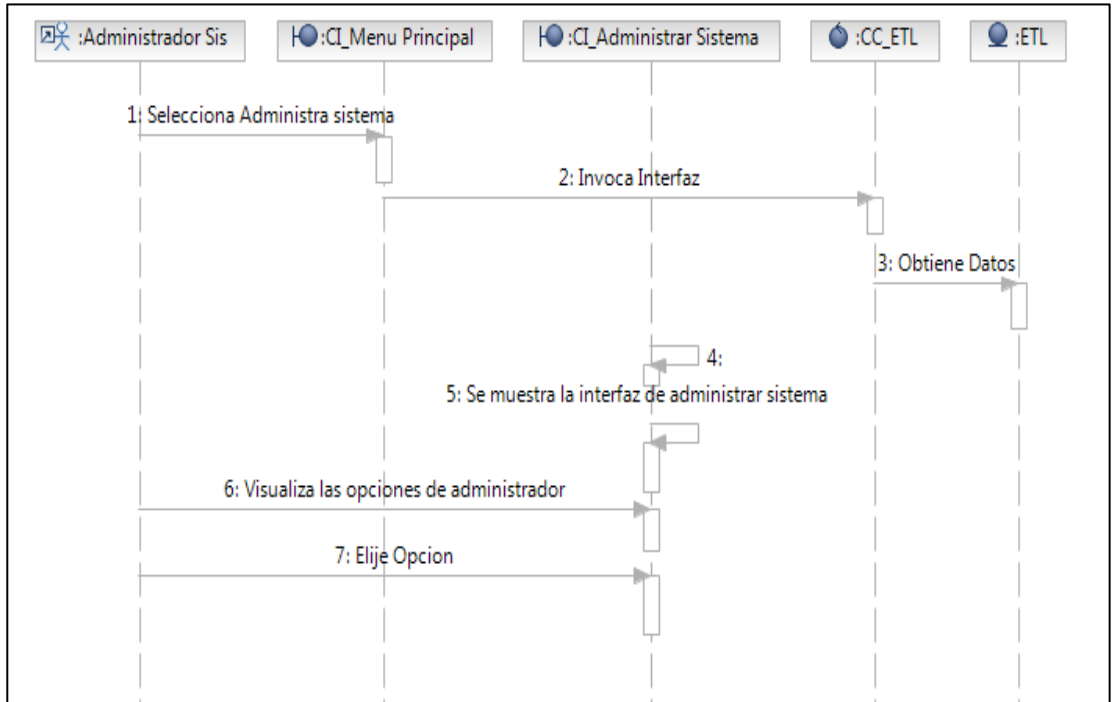 :Administrador Sis
:CI_Menu Principal
:CI_Administrar Sistema
:CC_ETL
:ETL
1: Selecciona Administra sistema
2: Invoca Interfaz
3: Obtiene Datos
4:
5: Se muestra la interfaz de administrar sistema
6: Visualiza las opciones de administrador
7: Elije Opcion